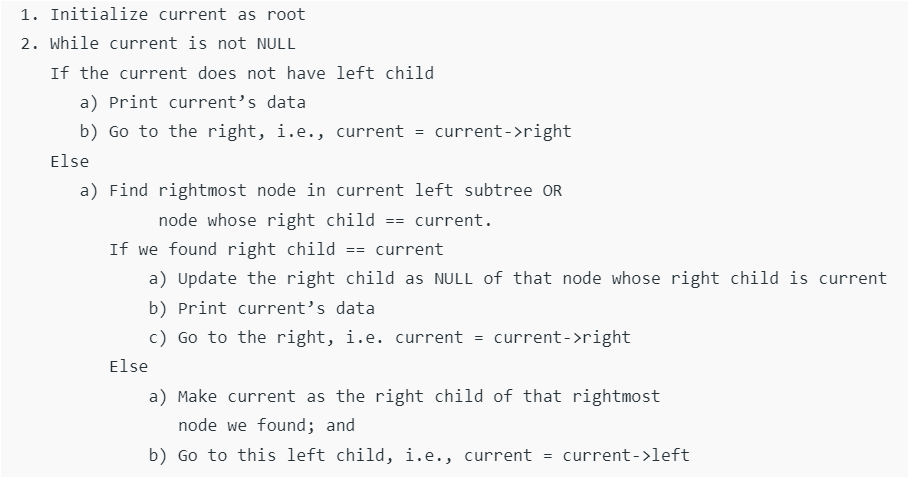 1. Initialize current as root
2. While current is not NULL
If the current does not have left child
a) Print current’s data
b) Go to the right, i.e., current = current->right
Else
a) Find rightmost node in current left subtree OR
node whose right child == current.
If we found right child == current
a) Update the right child as NULL of that node whose right child is current
b) Print current’s data
c) Go to the right, i.e. current = current->right
Else
a) Make current as the right child of that rightmost
node we found; and
b) Go to this left child, i.e., current = current->left